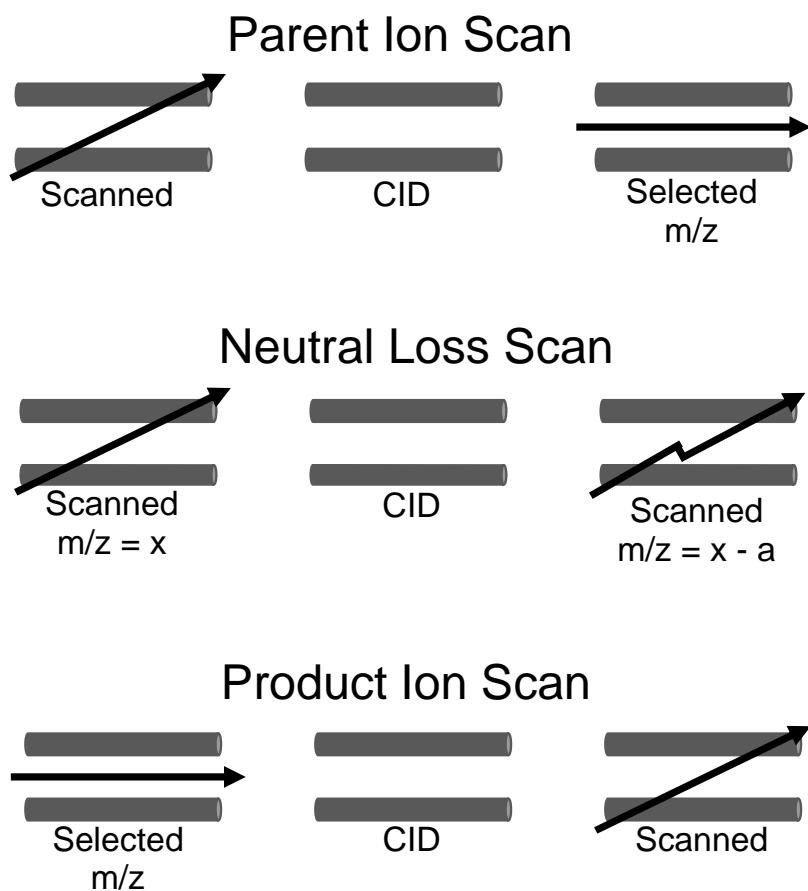 Parent Ion Scan
Scanned
CID
Selected
m/z
Neutral Loss Scan
Scanned
m/z = x
CID
Scanned
m/z = x - a
Product Ion Scan
Selected
m/z
CID
Scanned